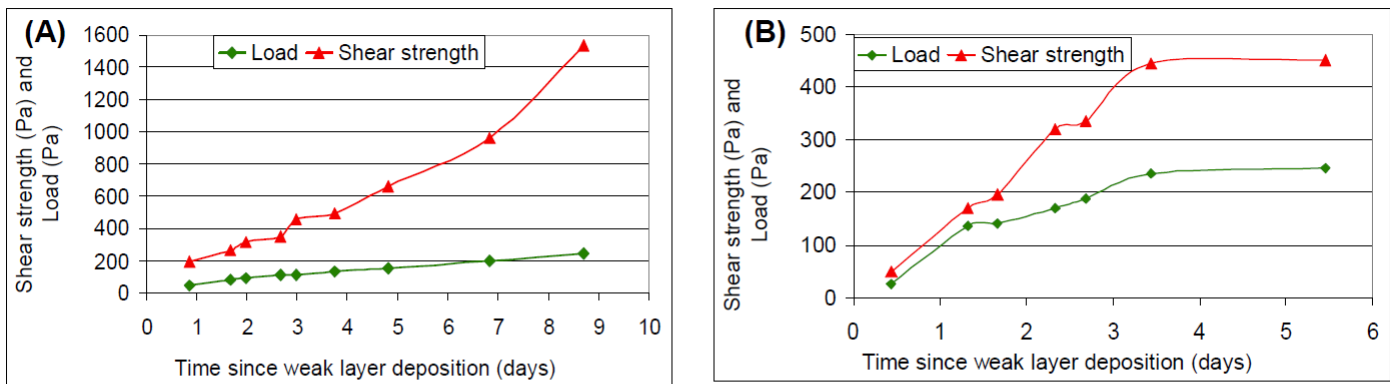 (A)
Load
Shear strength
Shear strength (Pa) and
Load (Pa)
1600
1400
1200
1000
800
600
400
200
0
0 1 2 3 4 5 6 7 8 9 10
Time since weak layer deposition (days)
(B)
Load
Shear strength
Shear strength (Pa) and
Load (Pa)
500
400
300
200
100
0
0 1 2 3 4 5 6
Time since weak layer deposition (days)